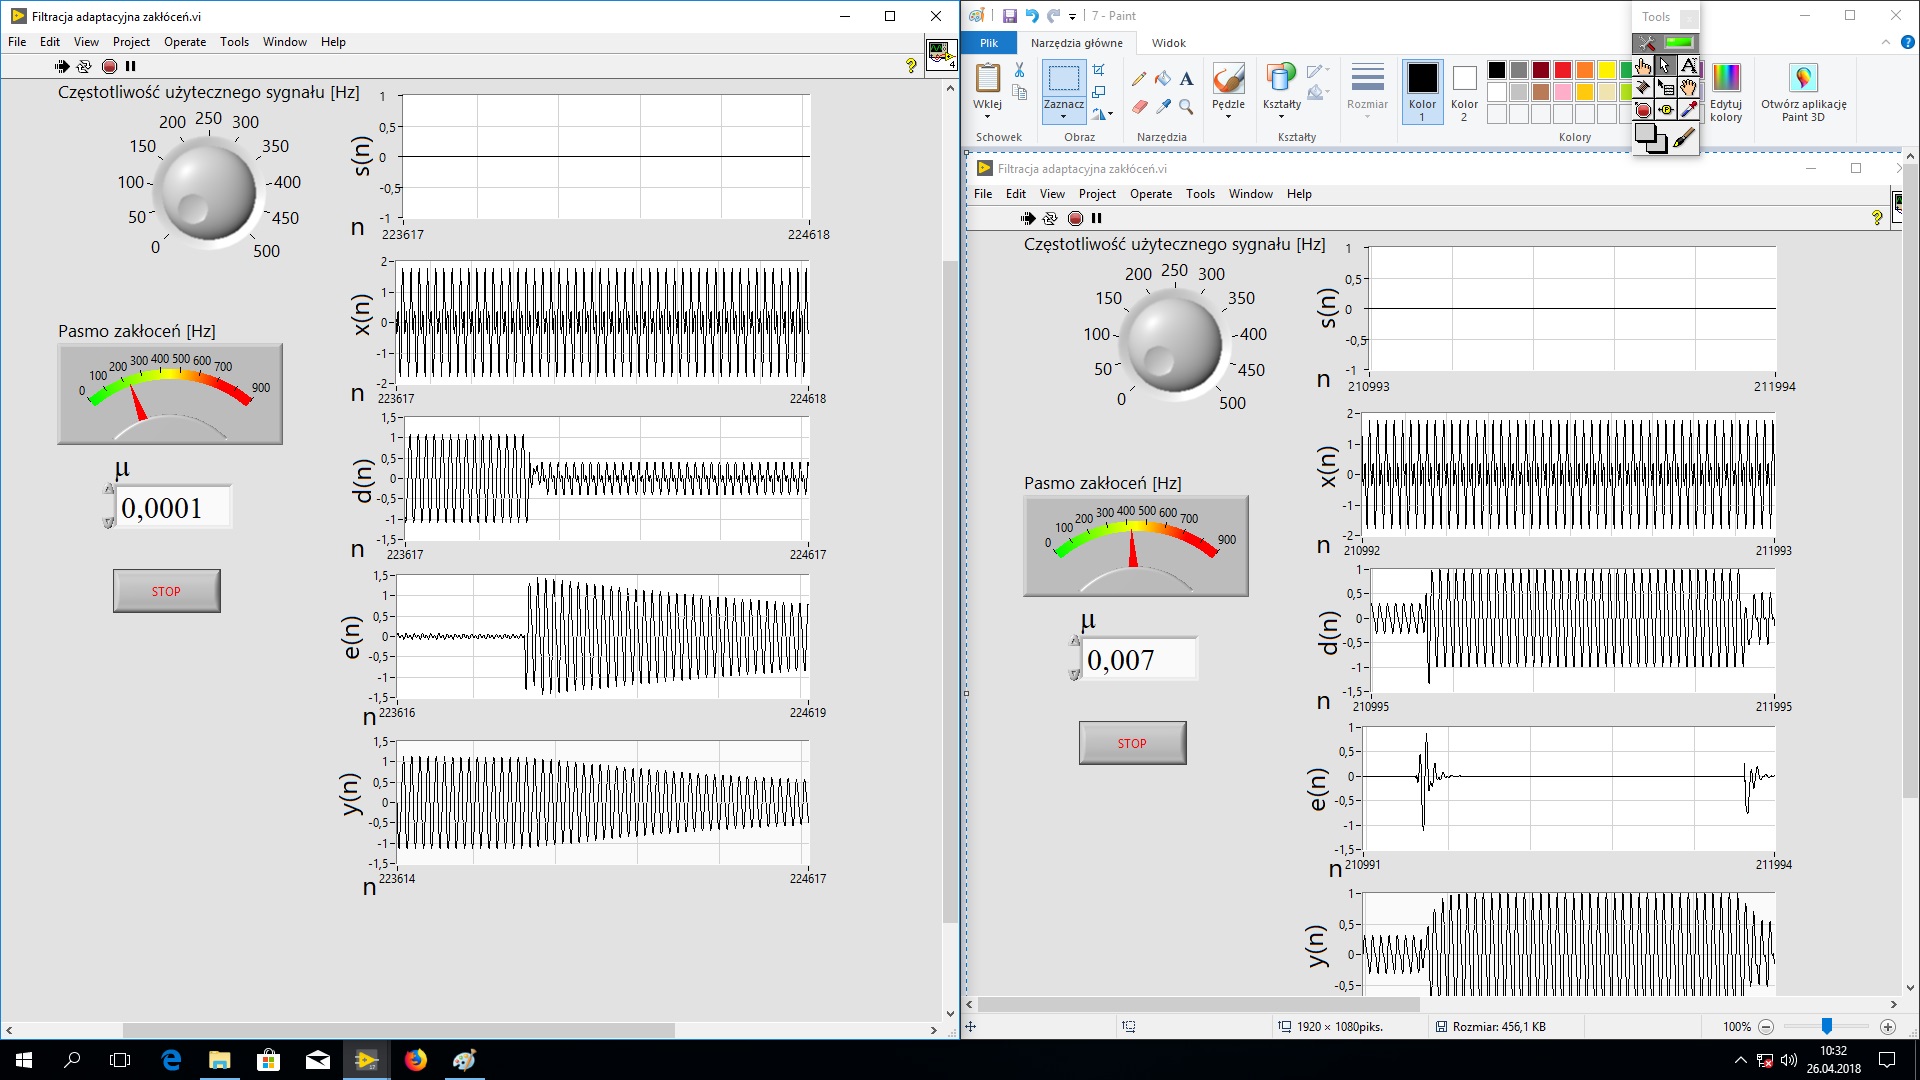 Filtracja adaptacyjna zakłóceń.vi
File Edit View Project Operate Tools Window Help
4
Częstotliwość użytecznego sygnału [Hz]
0 50 100 150 200 250 300 350 400 450 500
Pasmo zakłoceń [Hz]
0 100 200 300 400 500 600 700 900
μ
0,0001
STOP
s(n)
1
0,5
0
-0,5
-1
n
223617 224618
x(n)
2
1
0
-1
-2
n
223617 224618
d(n)
1,5
1
0,5
0
-0,5
-1
-1,5
n
223617 224617
e(n)
1,5
1
0,5
0
-0,5
-1
-1,5
n
223616 224619
y(n)
1,5
1
0,5
0
-0,5
-1
-1,5
n
223614 224617
7 - Paint
Tools
Plik Narzędzia główne Widok
Wklej
Schowek
Zaznacz
Obraz
A
Narzędzia
Pędzle
Kształty
Kształty
Rozmiar
Kolor
1
Kolor
2
Edytuj
kolory
Kolory
Otwórz aplikację
Paint 3D
Filtracja adaptacyjna zakłóceń.vi
File Edit View Project Operate Tools Window Help
Częstotliwość użytecznego sygnału [Hz]
0 50 100 150 200 250 300 350 400 450 500
Pasmo zakłoceń [Hz]
0 100 200 300 400 500 600 700 900
μ
0,007
STOP
s(n)
1
0,5
0
-0,5
-1
n
210993 211994
x(n)
2
1
0
-1
-2
n
210992 211993
d(n)
1
0,5
0
-0,5
-1
-1,5
n
210995 211995
e(n)
1
0,5
0
-0,5
-1
-1,5
n
210991 211994
y(n)
1
0,5
0
-0,5
1920 × 1080piks.
Rozmiar: 456,1 KB
100%
10:32
26.04.2018